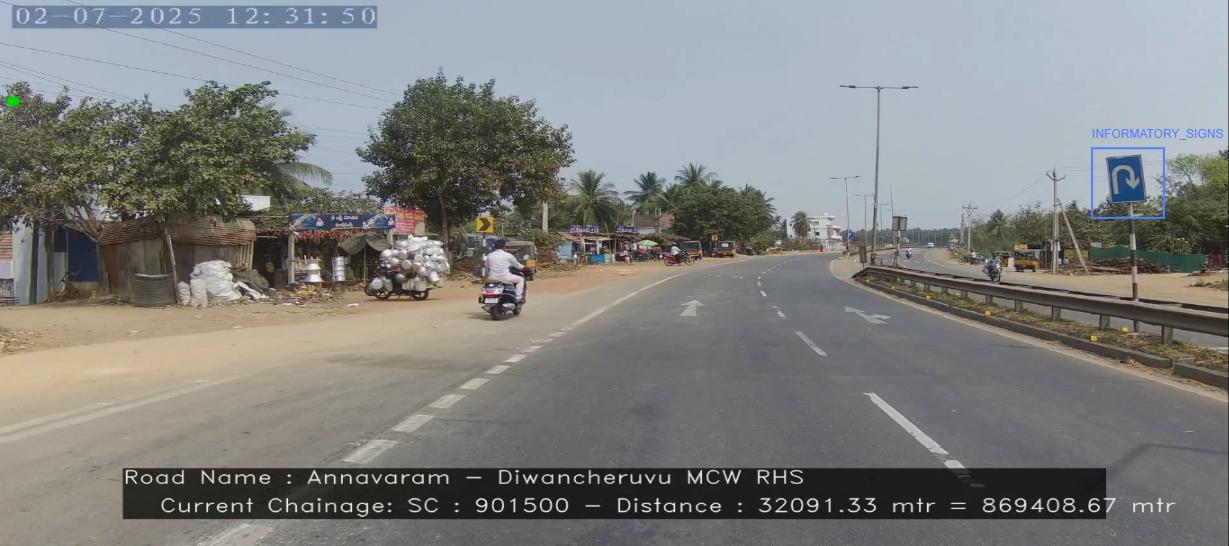 02-07-2025 12:31:50
INFORMATORY_SIGNS
Road Name : Annavaram - Diwancheruvu MCW RHS
Current Chainage: SC : 901500 - Distance : 32091.33 mtr = 869408.67 mtr